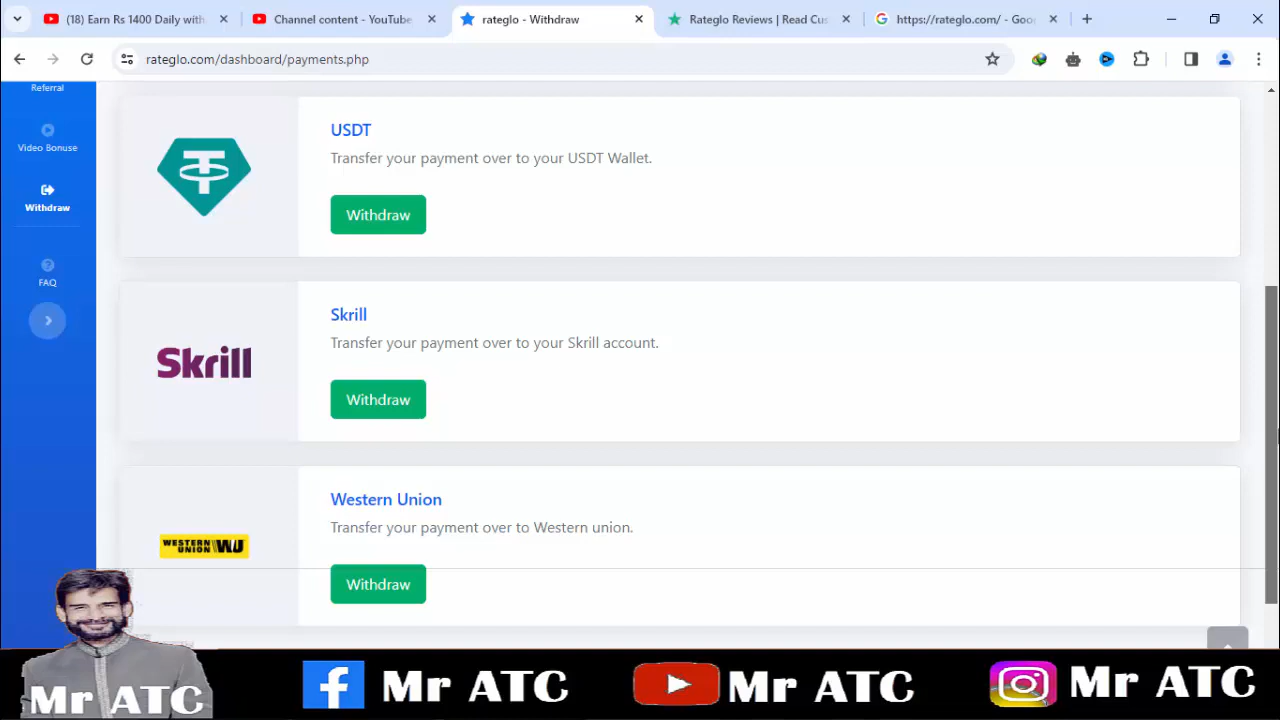 (18) Earn Rs 1400 Daily with
Channel content - YouTube
rateglo - Withdraw
Rateglo Reviews | Read Cus
https://rateglo.com/ - Goo
rateglo.com/dashboard/payments.php
Referral
Video Bonuse
Withdraw
FAQ
USDT
Transfer your payment over to your USDT Wallet.
Withdraw
Skrill
Skrill
Transfer your payment over to your Skrill account.
Withdraw
WESTERN UNION WU
Western Union
Transfer your payment over to Western union.
Withdraw
Mr ATC
Mr ATC
Mr ATC
Mr ATC